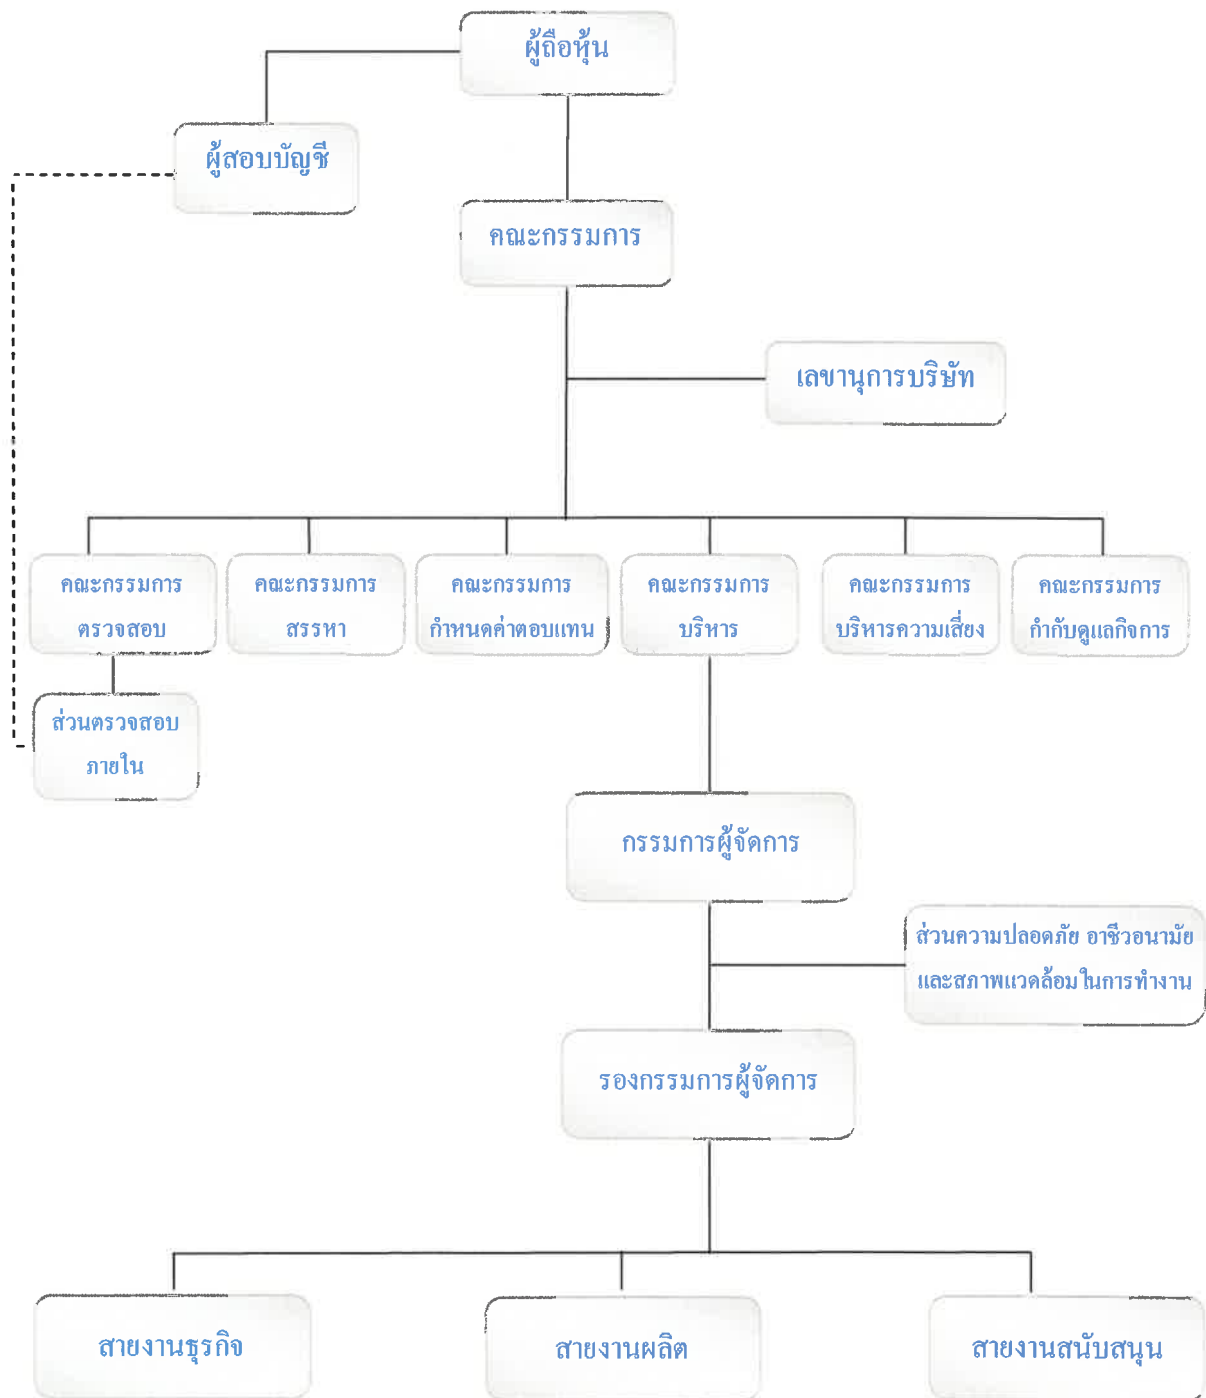 ผู้ถือหุ้น
ผู้สอบบัญชี
คณะกรรมการ
เลขานุการบริษัท
คณะกรรมการ
ตรวจสอบ
คณะกรรมการ
สรรหา
คณะกรรมการ
กำหนดค่าตอบแทน
คณะกรรมการ
บริหาร
คณะกรรมการ
บริหารความเสี่ยง
คณะกรรมการ
กำกับดูแลกิจการ
ส่วนตรวจสอบ
ภายใน
กรรมการผู้จัดการ
ส่วนความปลอดภัย อาชีวอนามัย
และสภาพแวดล้อมในการทำงาน
รองกรรมการผู้จัดการ
สายงานธุรกิจ
สายงานผลิต
สายงานสนับสนุน